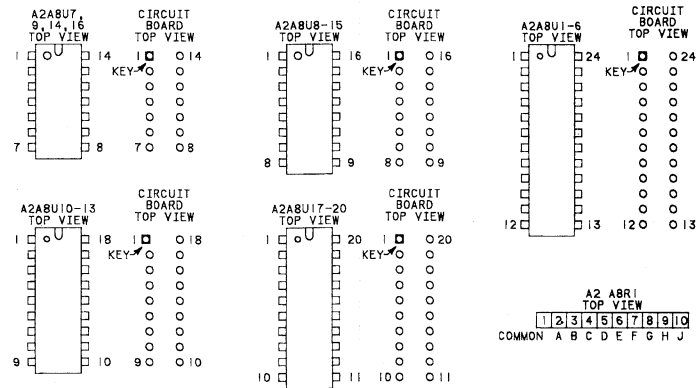 A2A8U7,
9,14,16
TOP VIEW
CIRCUIT
BOARD
TOP VIEW
1 14 1 14
KEY
7 8 7 8
A2A8U8-15
TOP VIEW
CIRCUIT
BOARD
TOP VIEW
1 16 1 16
KEY
8 9 8 9
A2A8U1-6
TOP VIEW
CIRCUIT
BOARD
TOP VIEW
1 24 1 24
KEY
12 13 12 13
A2A8U10-13
TOP VIEW
CIRCUIT
BOARD
TOP VIEW
1 18 1 18
KEY
9 10 9 10
A2A8U17-20
TOP VIEW
CIRCUIT
BOARD
TOP VIEW
1 20 1 20
KEY
10 11 10 11
A2 A8R1
TOP VIEW
1 2 3 4 5 6 7 8 9 10
COMMON A B C D E F G H J